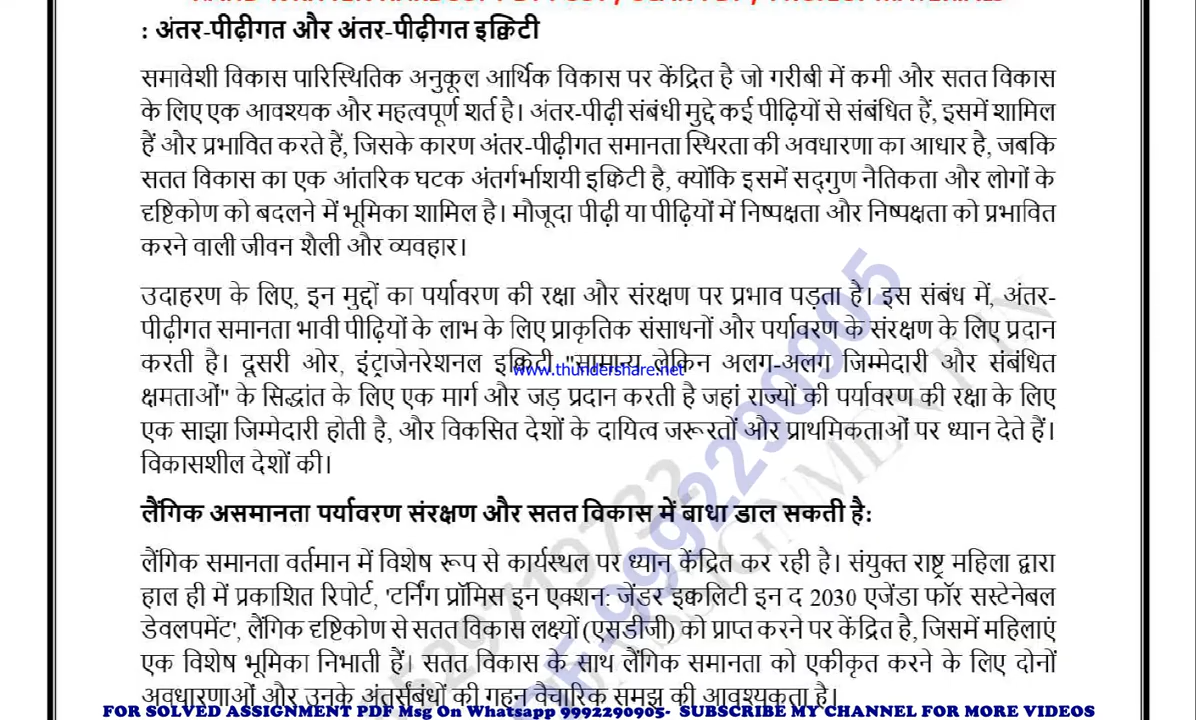 : अंतर-पीढ़ीगत और अंतर-पीढ़ीगत इक्विटी
समावेशी विकास पारिस्थितिक अनुकूल आर्थिक विकास पर केंद्रित है जो गरीबी में कमी और सतत विकास
के लिए एक आवश्यक और महत्वपूर्ण शर्त है। अंतर-पीढ़ी संबंधी मुद्दे कई पीढ़ियों से संबंधित हैं, इसमें शामिल
हैं और प्रभावित करते हैं, जिसके कारण अंतर-पीढ़ीगत समानता स्थिरता की अवधारणा का आधार है, जबकि
सतत विकास का एक आंतरिक घटक अंतर्गर्भाशयी इक्विटी है, क्योंकि इसमें सद्गुण नैतिकता और लोगों के
दृष्टिकोण को बदलने में भूमिका शामिल है। मौजूदा पीढ़ी या पीढ़ियों में निष्पक्षता और निष्पक्षता को प्रभावित
करने वाली जीवन शैली और व्यवहार।
उदाहरण के लिए, इन मुद्दों का पर्यावरण की रक्षा और संरक्षण पर प्रभाव पड़ता है। इस संबंध में, अंतर-
पीढ़ीगत समानता भावी पीढ़ियों के लाभ के लिए प्राकृतिक संसाधनों और पर्यावरण के संरक्षण के लिए प्रदान
करती है। दूसरी ओर, इंट्राजेनरेशनल इक्विटी "सामान्य लेकिन अलग-अलग जिम्मेदारी और संबंधित
www.thundershare.net
क्षमताओं" के सिद्धांत के लिए एक मार्ग और जड़ प्रदान करती है जहां राज्यों की पर्यावरण की रक्षा के लिए
एक साझा जिम्मेदारी होती है, और विकसित देशों के दायित्व जरूरतों और प्राथमिकताओं पर ध्यान देते हैं।
विकासशील देशों की।
लैंगिक असमानता पर्यावरण संरक्षण और सतत विकास में बाधा डाल सकती है:
लैंगिक समानता वर्तमान में विशेष रूप से कार्यस्थल पर ध्यान केंद्रित कर रही है। संयुक्त राष्ट्र महिला द्वारा
हाल ही में प्रकाशित रिपोर्ट, 'टर्निंग प्रॉमिस इन एक्शन: जेंडर इक्वलिटी इन द 2030 एजेंडा फॉर सस्टेनेबल
डेवलपमेंट', लैंगिक दृष्टिकोण से सतत विकास लक्ष्यों (एसडीजी) को प्राप्त करने पर केंद्रित है, जिसमें महिलाएं
एक विशेष भूमिका निभाती हैं। सतत विकास के साथ लैंगिक समानता को एकीकृत करने के लिए दोनों
अवधारणाओं और उनके अंतर्संबंधों की गहन वैचारिक समझ की आवश्यकता है।
FOR SOLVED ASSIGNMENT PDF Msg On Whatsapp 9992290905- SUBSCRIBE MY CHANNEL FOR MORE VIDEOS